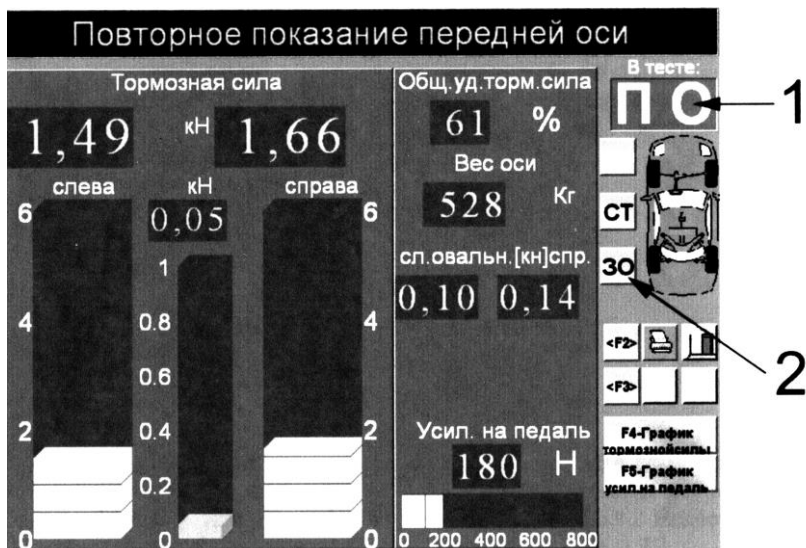 Повторное показание передней оси
Тормозная сила
1,49 кН 1,66
слева кН справа
0,05
6
4
2
0
1
0.8
0.6
0.4
0.2
0
6
4
2
0
Общ.уд.торм.сила
61 %
Вес оси
528 Кг
сл.овальн.[кн]спр.
0,10 0,14
Усил. на педаль
180 Н
0 200 400 600 800
В тесте:
П О
СТ
ЗО
<F2>
<F3>
F4-График
тормознойсилы
F5-График
усил.на педаль
1
2